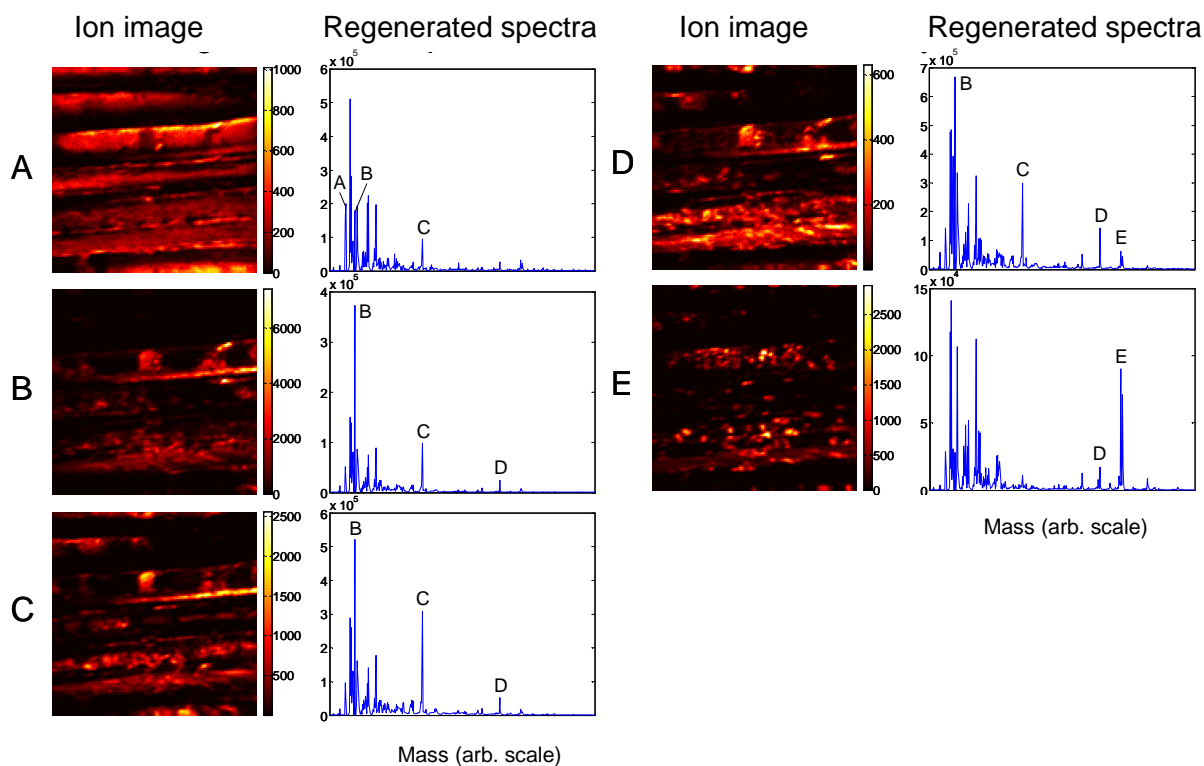 Ion image
Regenerated spectra
Ion image
Regenerated spectra
A
1000
800
600
400
200
0
x 10^5
6
5
4
3
2
1
0
A
B
C
B
6000
4000
2000
0
x 10^5
4
3
2
1
0
B
C
D
C
2500
2000
1500
1000
500
x 10^5
6
5
4
3
2
1
0
B
C
D
Mass (arb. scale)
D
600
400
200
x 10^5
7
6
5
4
3
2
1
0
B
C
D
E
E
2500
2000
1500
1000
500
0
x 10^4
15
10
5
0
D
E
Mass (arb. scale)